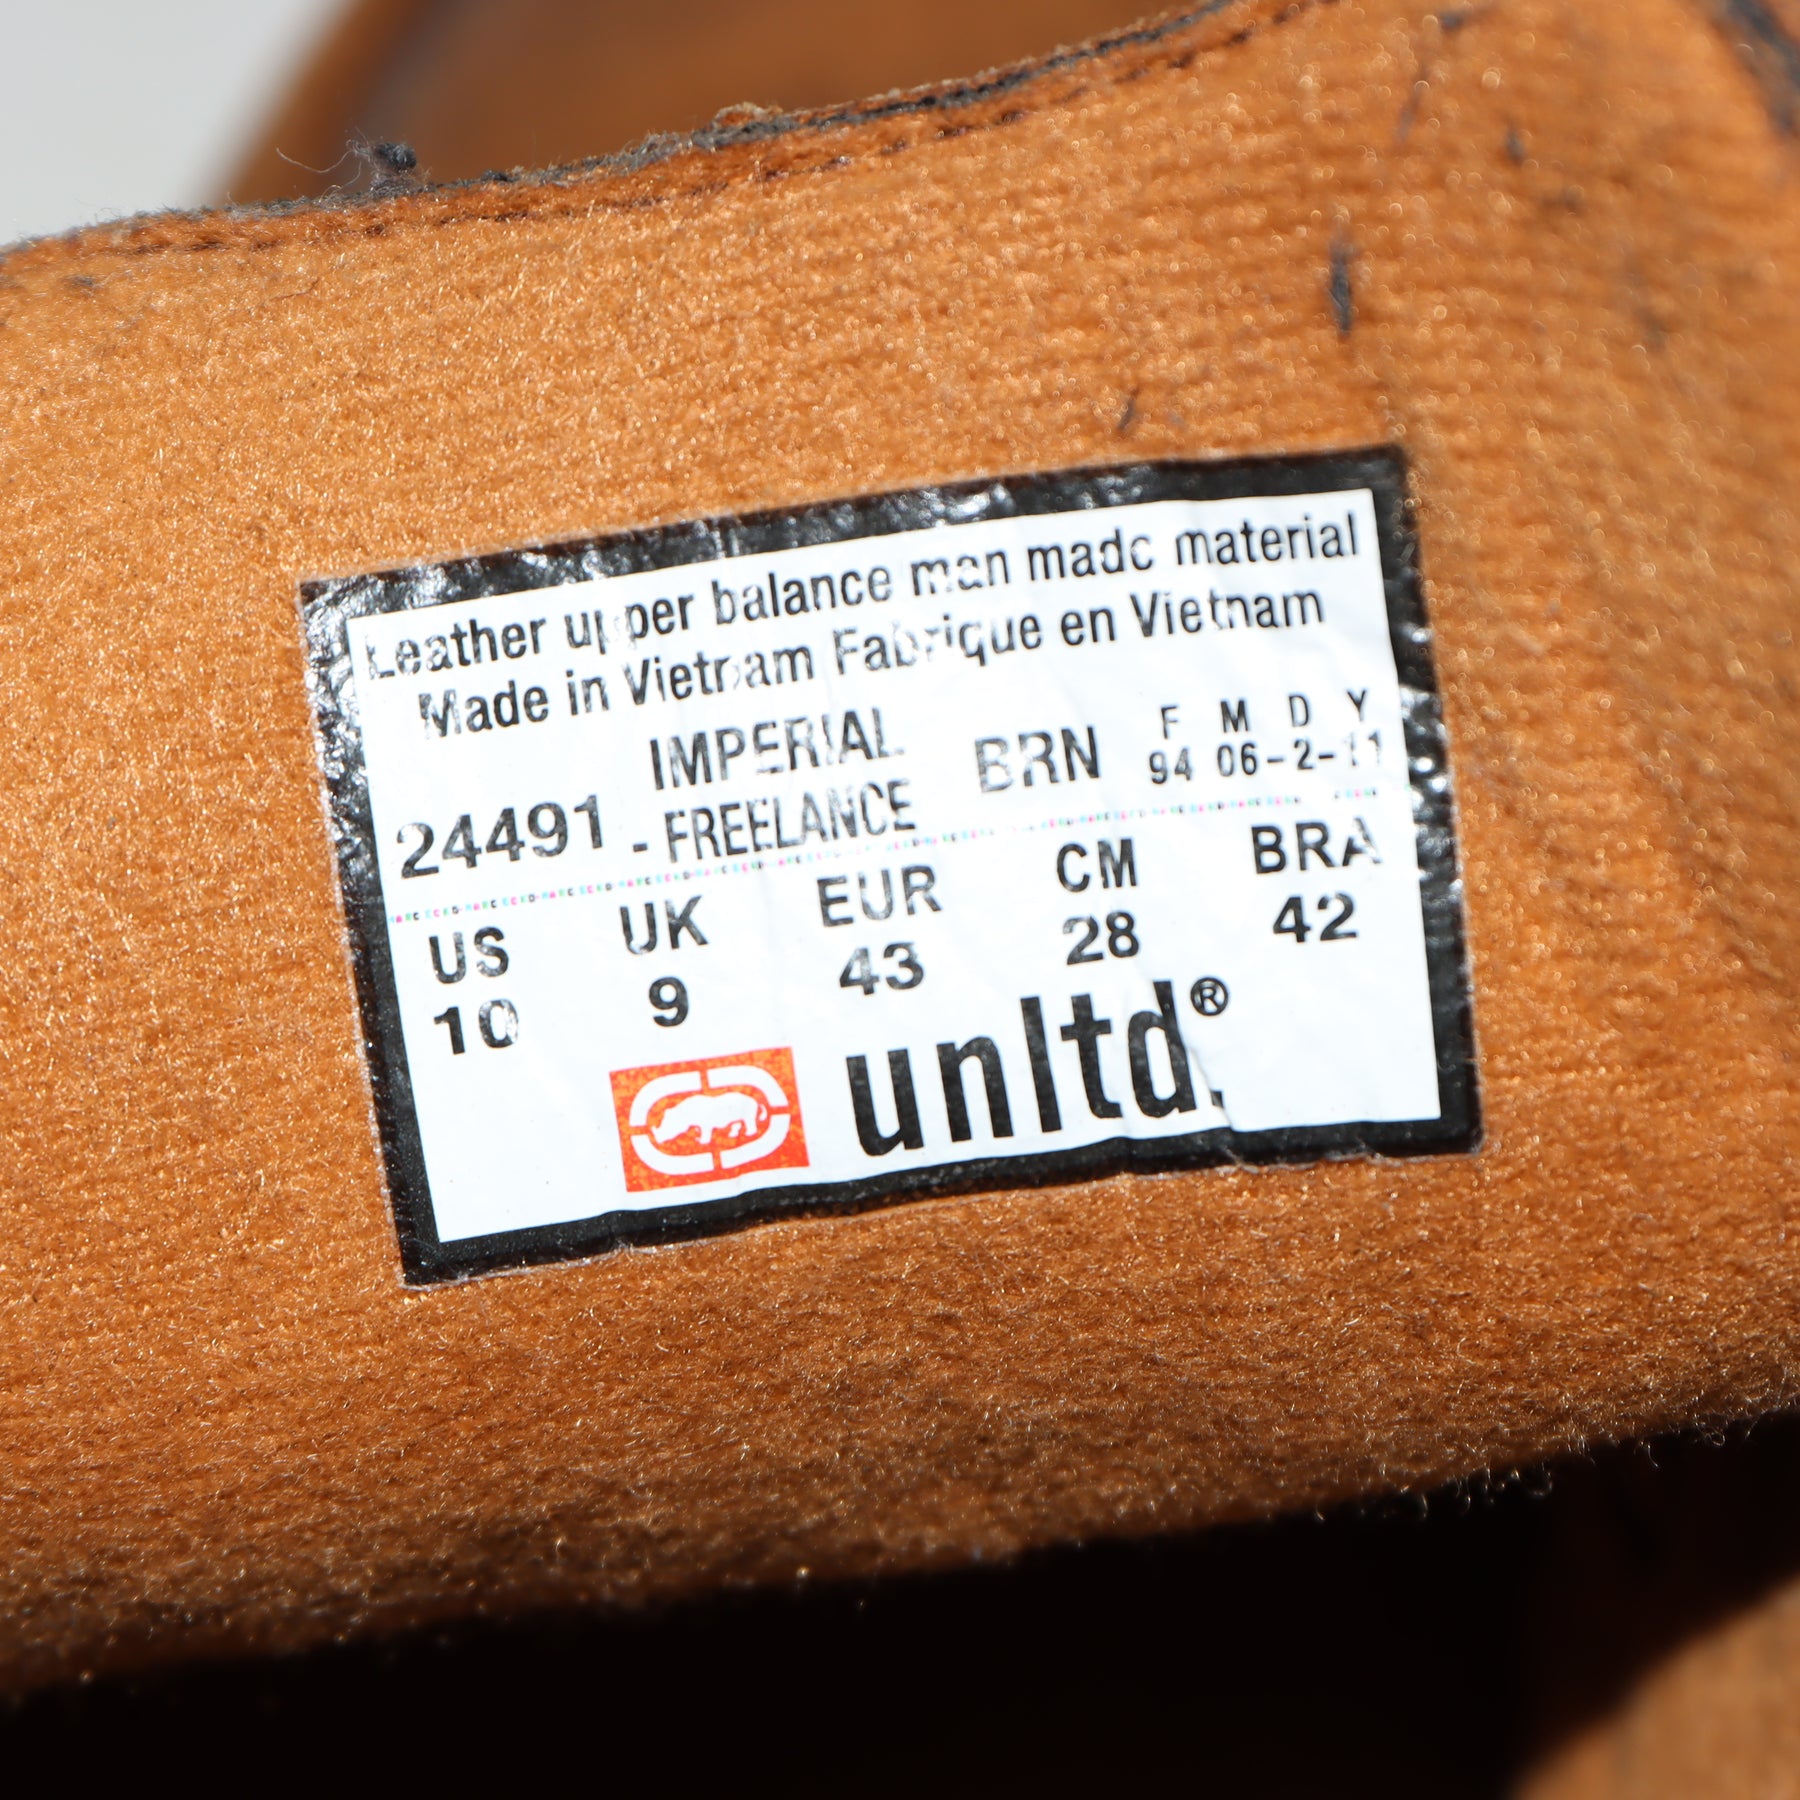 Leather upper balance man made material
Made in Vietnam Fabrique en Vietnam
IMPERIAL
24491 - FREELANCE BRN
F M D Y
94 06-2-11
US UK EUR CM BRA
10 9 43 28 42
unltd.®